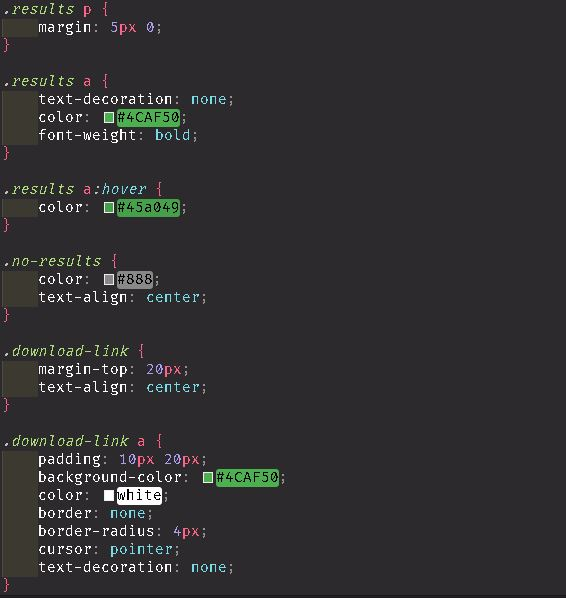 .results p {
    margin: 5px 0;
}

.results a {
    text-decoration: none;
    color: #4CAF50;
    font-weight: bold;
}

.results a:hover {
    color: #45a049;
}

.no-results {
    color: #888;
    text-align: center;
}

.download-link {
    margin-top: 20px;
    text-align: center;
}

.download-link a {
    padding: 10px 20px;
    background-color: #4CAF50;
    color: white;
    border: none;
    border-radius: 4px;
    cursor: pointer;
    text-decoration: none;
}